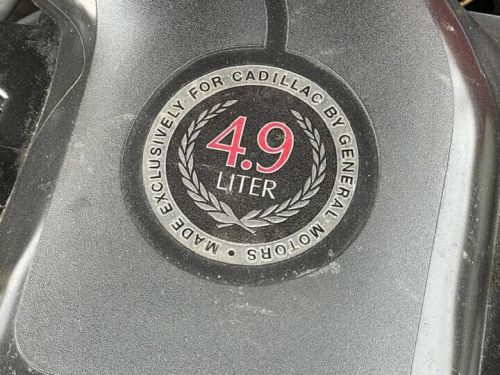 MADE EXCLUSIVELY FOR CADILLAC BY GENERAL MOTORS •
4.9
LITER